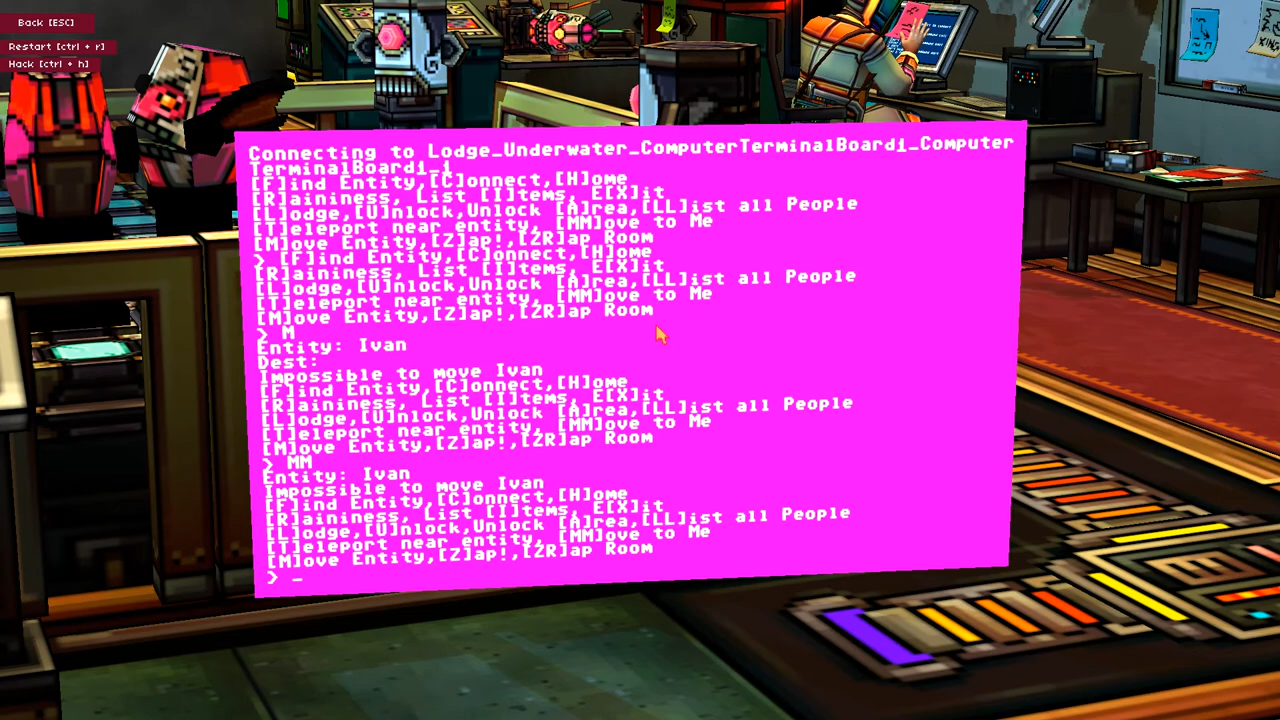 Back [ESC]
Restart [ctrl + r]
Hack [ctrl + h]
Connecting to Lodge_Underwater_ComputerTerminalBoard1_Computer
TerminalBoard1_1
[F]ind Entity,[C]onnect,[H]ome
[R]aininess, List [I]tems, E[X]it
[L]odge,[U]nlock,Unlock [A]rea,[LL]ist all People
[T]eleport near entity, [MM]ove to Me
[M]ove Entity,[Z]ap!,[ZR]ap Room
> [F]ind Entity,[C]onnect,[H]ome
[R]aininess, List [I]tems, E[X]it
[L]odge,[U]nlock,Unlock [A]rea,[LL]ist all People
[T]eleport near entity, [MM]ove to Me
[M]ove Entity,[Z]ap!,[ZR]ap Room
> M
Entity: Ivan
Dest:
Impossible to move Ivan
[F]ind Entity,[C]onnect,[H]ome
[R]aininess, List [I]tems, E[X]it
[L]odge,[U]nlock,Unlock [A]rea,[LL]ist all People
[T]eleport near entity, [MM]ove to Me
[M]ove Entity,[Z]ap!,[ZR]ap Room
> MM
Entity: Ivan
Impossible to move Ivan
[F]ind Entity,[C]onnect,[H]ome
[R]aininess, List [I]tems, E[X]it
[L]odge,[U]nlock,Unlock [A]rea,[LL]ist all People
[T]eleport near entity, [MM]ove to Me
[M]ove Entity,[Z]ap!,[ZR]ap Room
> _